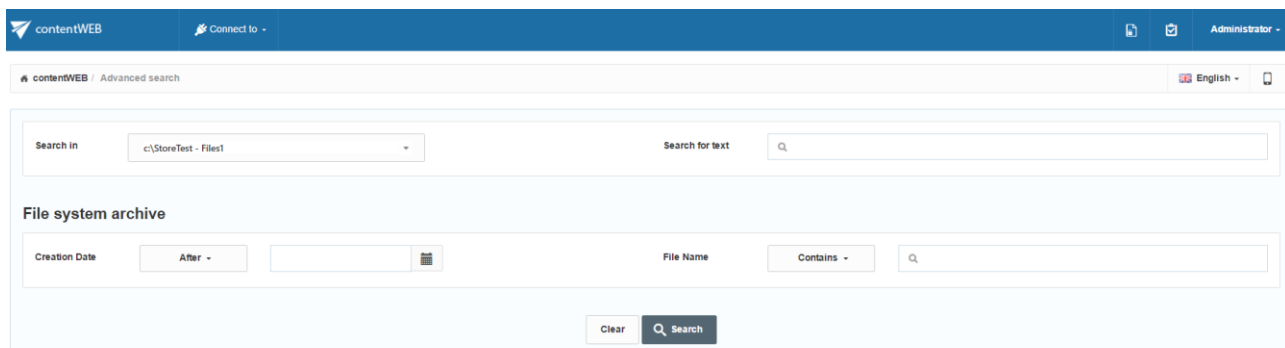 contentWEB Connect to Administrator
contentWEB / Advanced search English
Search in c:\StoreTest - Files1 Search for text
File system archive
Creation Date After File Name Contains
Clear Search